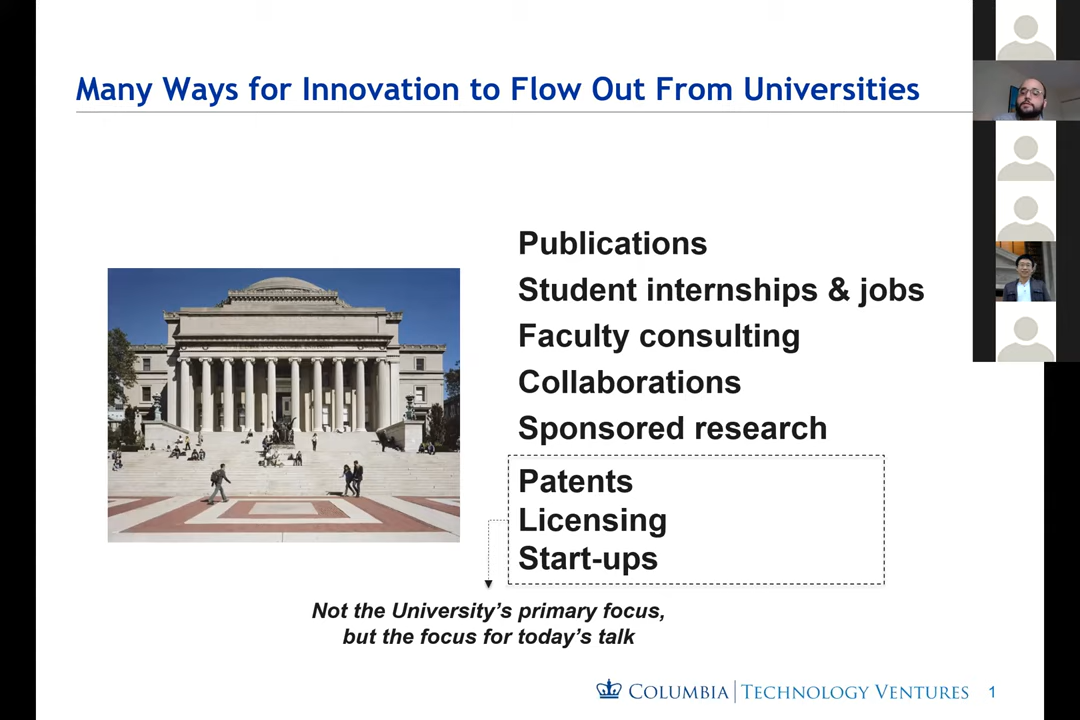 Many Ways for Innovation to Flow Out From Universities
Publications
Student internships & jobs
Faculty consulting
Collaborations
Sponsored research
Patents
Licensing
Start-ups
Not the University’s primary focus,
but the focus for today’s talk
COLUMBIA | TECHNOLOGY VENTURES 1